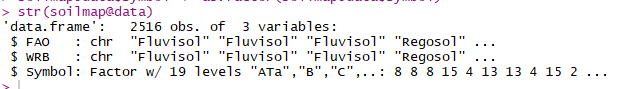 > str(soilmap@data)
'data.frame':   2516 obs. of  3 variables:
 $ FAO   : chr  "Fluvisol" "Fluvisol" "Fluvisol" "Regosol" ...
 $ WRB   : chr  "Fluvisol" "Fluvisol" "Fluvisol" "Regosol" ...
 $ Symbol: Factor w/ 19 levels "ATa","B","C",..: 8 8 8 15 4 13 13 4 15 2 ...
>